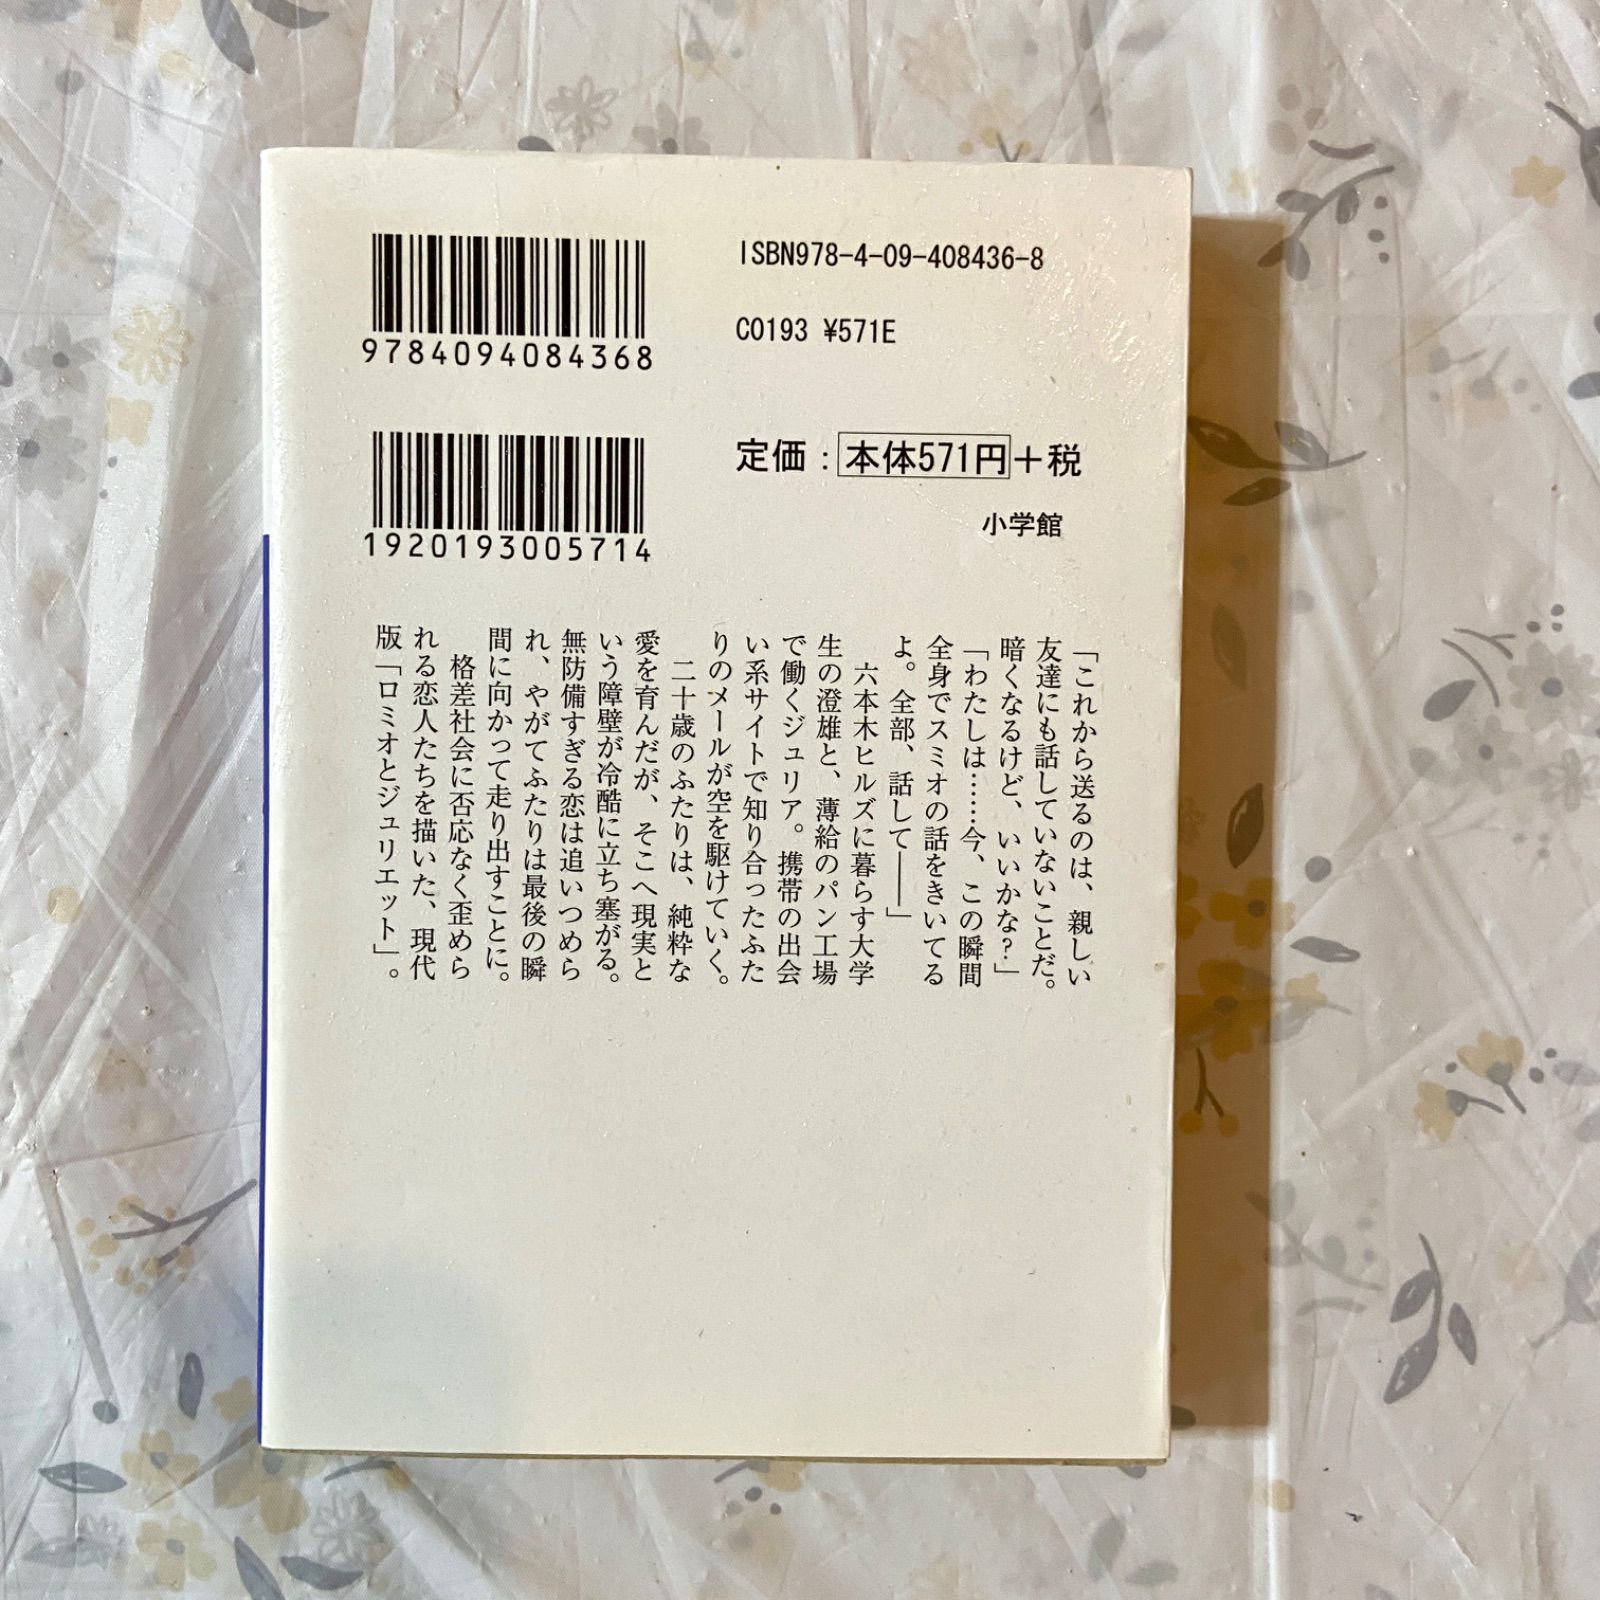 ISBN978-4-09-408436-8
C0193 ¥571E
9784094084368
定価：本体571円＋税
小学館
1920193005714
「これから送るのは、親しい
友達にも話していないことだ。
暗くなるけど、いいかな？」
「わたしは……今、この瞬間
全身でスミオの話をきいてる
よ。全部、話して――」
六本木ヒルズに暮らす大学
生の澄雄と、薄給のパン工場
で働くジュリア。携帯の出会
い系サイトで知り合ったふた
りのメールが空を駆けていく。
二十歳のふたりは、純粋な
愛を育んだが、そこへ現実と
いう障壁が冷酷に立ち塞がる。
無防備すぎる恋は追いつめら
れ、やがてふたりは最後の瞬
間に向かって走り出すことに。
格差社会に否応なく歪めら
れる恋人たちを描いた、現代
版「ロミオとジュリエット」。